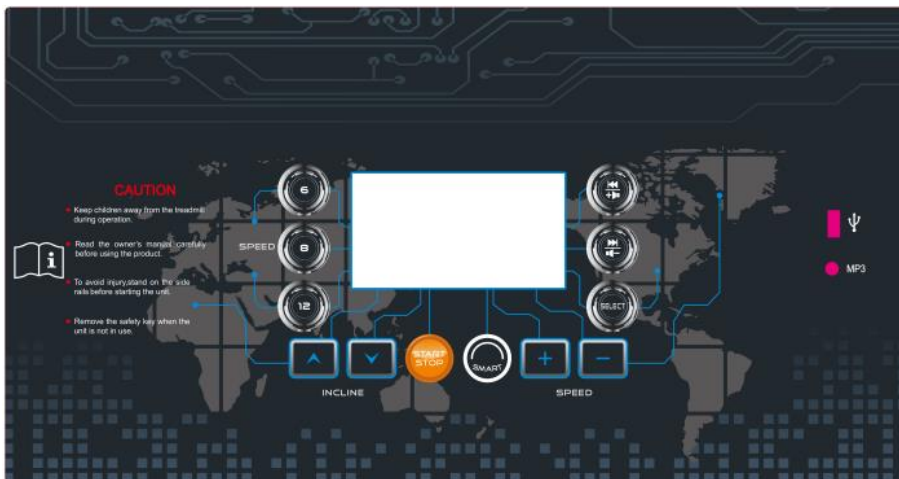 CAUTION
Keep children away from the treadmill
during operation.
Read the owner's manual carefully
before using the product.
To avoid injury,stand on the side
rails before starting the unit.
Remove the safety key when the
unit is not in use.
i
6
SPEED
8
12
SELECT
START
STOP
SMART
+
−
INCLINE
SPEED
MP3